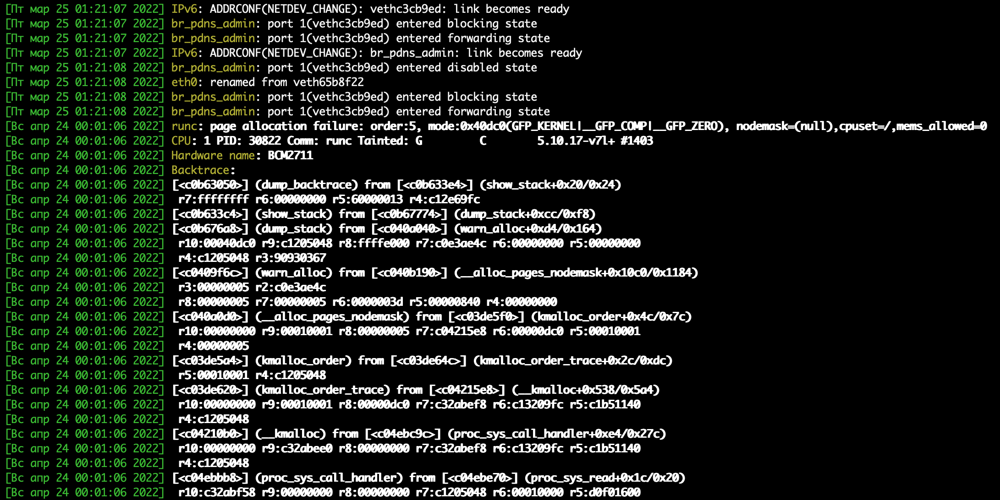 [Пт мар 25 01:21:07 2022] IPv6: ADDRCONF(NETDEV_CHANGE): vethc3cb9ed: link becomes ready
[Пт мар 25 01:21:07 2022] br_pdns_admin: port 1(vethc3cb9ed) entered blocking state
[Пт мар 25 01:21:07 2022] br_pdns_admin: port 1(vethc3cb9ed) entered forwarding state
[Пт мар 25 01:21:07 2022] IPv6: ADDRCONF(NETDEV_CHANGE): br_pdns_admin: link becomes ready
[Пт мар 25 01:21:08 2022] br_pdns_admin: port 1(vethc3cb9ed) entered disabled state
[Пт мар 25 01:21:08 2022] eth0: renamed from veth65b8f22
[Пт мар 25 01:21:08 2022] br_pdns_admin: port 1(vethc3cb9ed) entered blocking state
[Пт мар 25 01:21:08 2022] br_pdns_admin: port 1(vethc3cb9ed) entered forwarding state
[Вс апр 24 00:01:06 2022] runc: page allocation failure: order:5, mode:0x40dc0(GFP_KERNEL|__GFP_COMP|__GFP_ZERO), nodemask=(null),cpuset=/,mems_allowed=0
[Вс апр 24 00:01:06 2022] CPU: 1 PID: 30822 Comm: runc Tainted: G         C        5.10.17-v7l+ #1403
[Вс апр 24 00:01:06 2022] Hardware name: BCM2711
[Вс апр 24 00:01:06 2022] Backtrace:
[Вс апр 24 00:01:06 2022] [<c0b63050>] (dump_backtrace) from [<c0b633e4>] (show_stack+0x20/0x24)
[Вс апр 24 00:01:06 2022]  r7:ffffffff r6:00000000 r5:60000013 r4:c12e69fc
[Вс апр 24 00:01:06 2022] [<c0b633c4>] (show_stack) from [<c0b67774>] (dump_stack+0xcc/0xf8)
[Вс апр 24 00:01:06 2022] [<c0b676a8>] (dump_stack) from [<c040a040>] (warn_alloc+0xd4/0x164)
[Вс апр 24 00:01:06 2022]  r10:00040dc0 r9:c1205048 r8:ffffe000 r7:c0e3ae4c r6:00000000 r5:00000000
[Вс апр 24 00:01:06 2022]  r4:c1205048 r3:90930367
[Вс апр 24 00:01:06 2022] [<c0409f6c>] (warn_alloc) from [<c040b190>] (__alloc_pages_nodemask+0x10c0/0x1184)
[Вс апр 24 00:01:06 2022]  r3:00000005 r2:c0e3ae4c
[Вс апр 24 00:01:06 2022]  r8:00000005 r7:00000005 r6:0000003d r5:00000840 r4:00000000
[Вс апр 24 00:01:06 2022] [<c040a0d0>] (__alloc_pages_nodemask) from [<c03de5f0>] (kmalloc_order+0x4c/0x7c)
[Вс апр 24 00:01:06 2022]  r10:00000000 r9:00010001 r8:00000005 r7:c04215e8 r6:00000dc0 r5:00010001
[Вс апр 24 00:01:06 2022]  r4:00000005
[Вс апр 24 00:01:06 2022] [<c03de5a4>] (kmalloc_order) from [<c03de64c>] (kmalloc_order_trace+0x2c/0xdc)
[Вс апр 24 00:01:06 2022]  r5:00010001 r4:c1205048
[Вс апр 24 00:01:06 2022] [<c03de620>] (kmalloc_order_trace) from [<c04215e8>] (__kmalloc+0x538/0x5a4)
[Вс апр 24 00:01:06 2022]  r10:00000000 r9:00010001 r8:00000dc0 r7:c32abef8 r6:c13209fc r5:c1b51140
[Вс апр 24 00:01:06 2022]  r4:c1205048
[Вс апр 24 00:01:06 2022] [<c04210b0>] (__kmalloc) from [<c04ebc9c>] (proc_sys_call_handler+0xe4/0x27c)
[Вс апр 24 00:01:06 2022]  r10:00000000 r9:c32abee0 r8:00000000 r7:c32abef8 r6:c13209fc r5:c1b51140
[Вс апр 24 00:01:06 2022]  r4:c1205048
[Вс апр 24 00:01:06 2022] [<c04ebbb8>] (proc_sys_call_handler) from [<c04ebe70>] (proc_sys_read+0x1c/0x20)
[Вс апр 24 00:01:06 2022]  r10:c32abf58 r9:00000000 r8:00000000 r7:c1205048 r6:00010000 r5:d0f01600